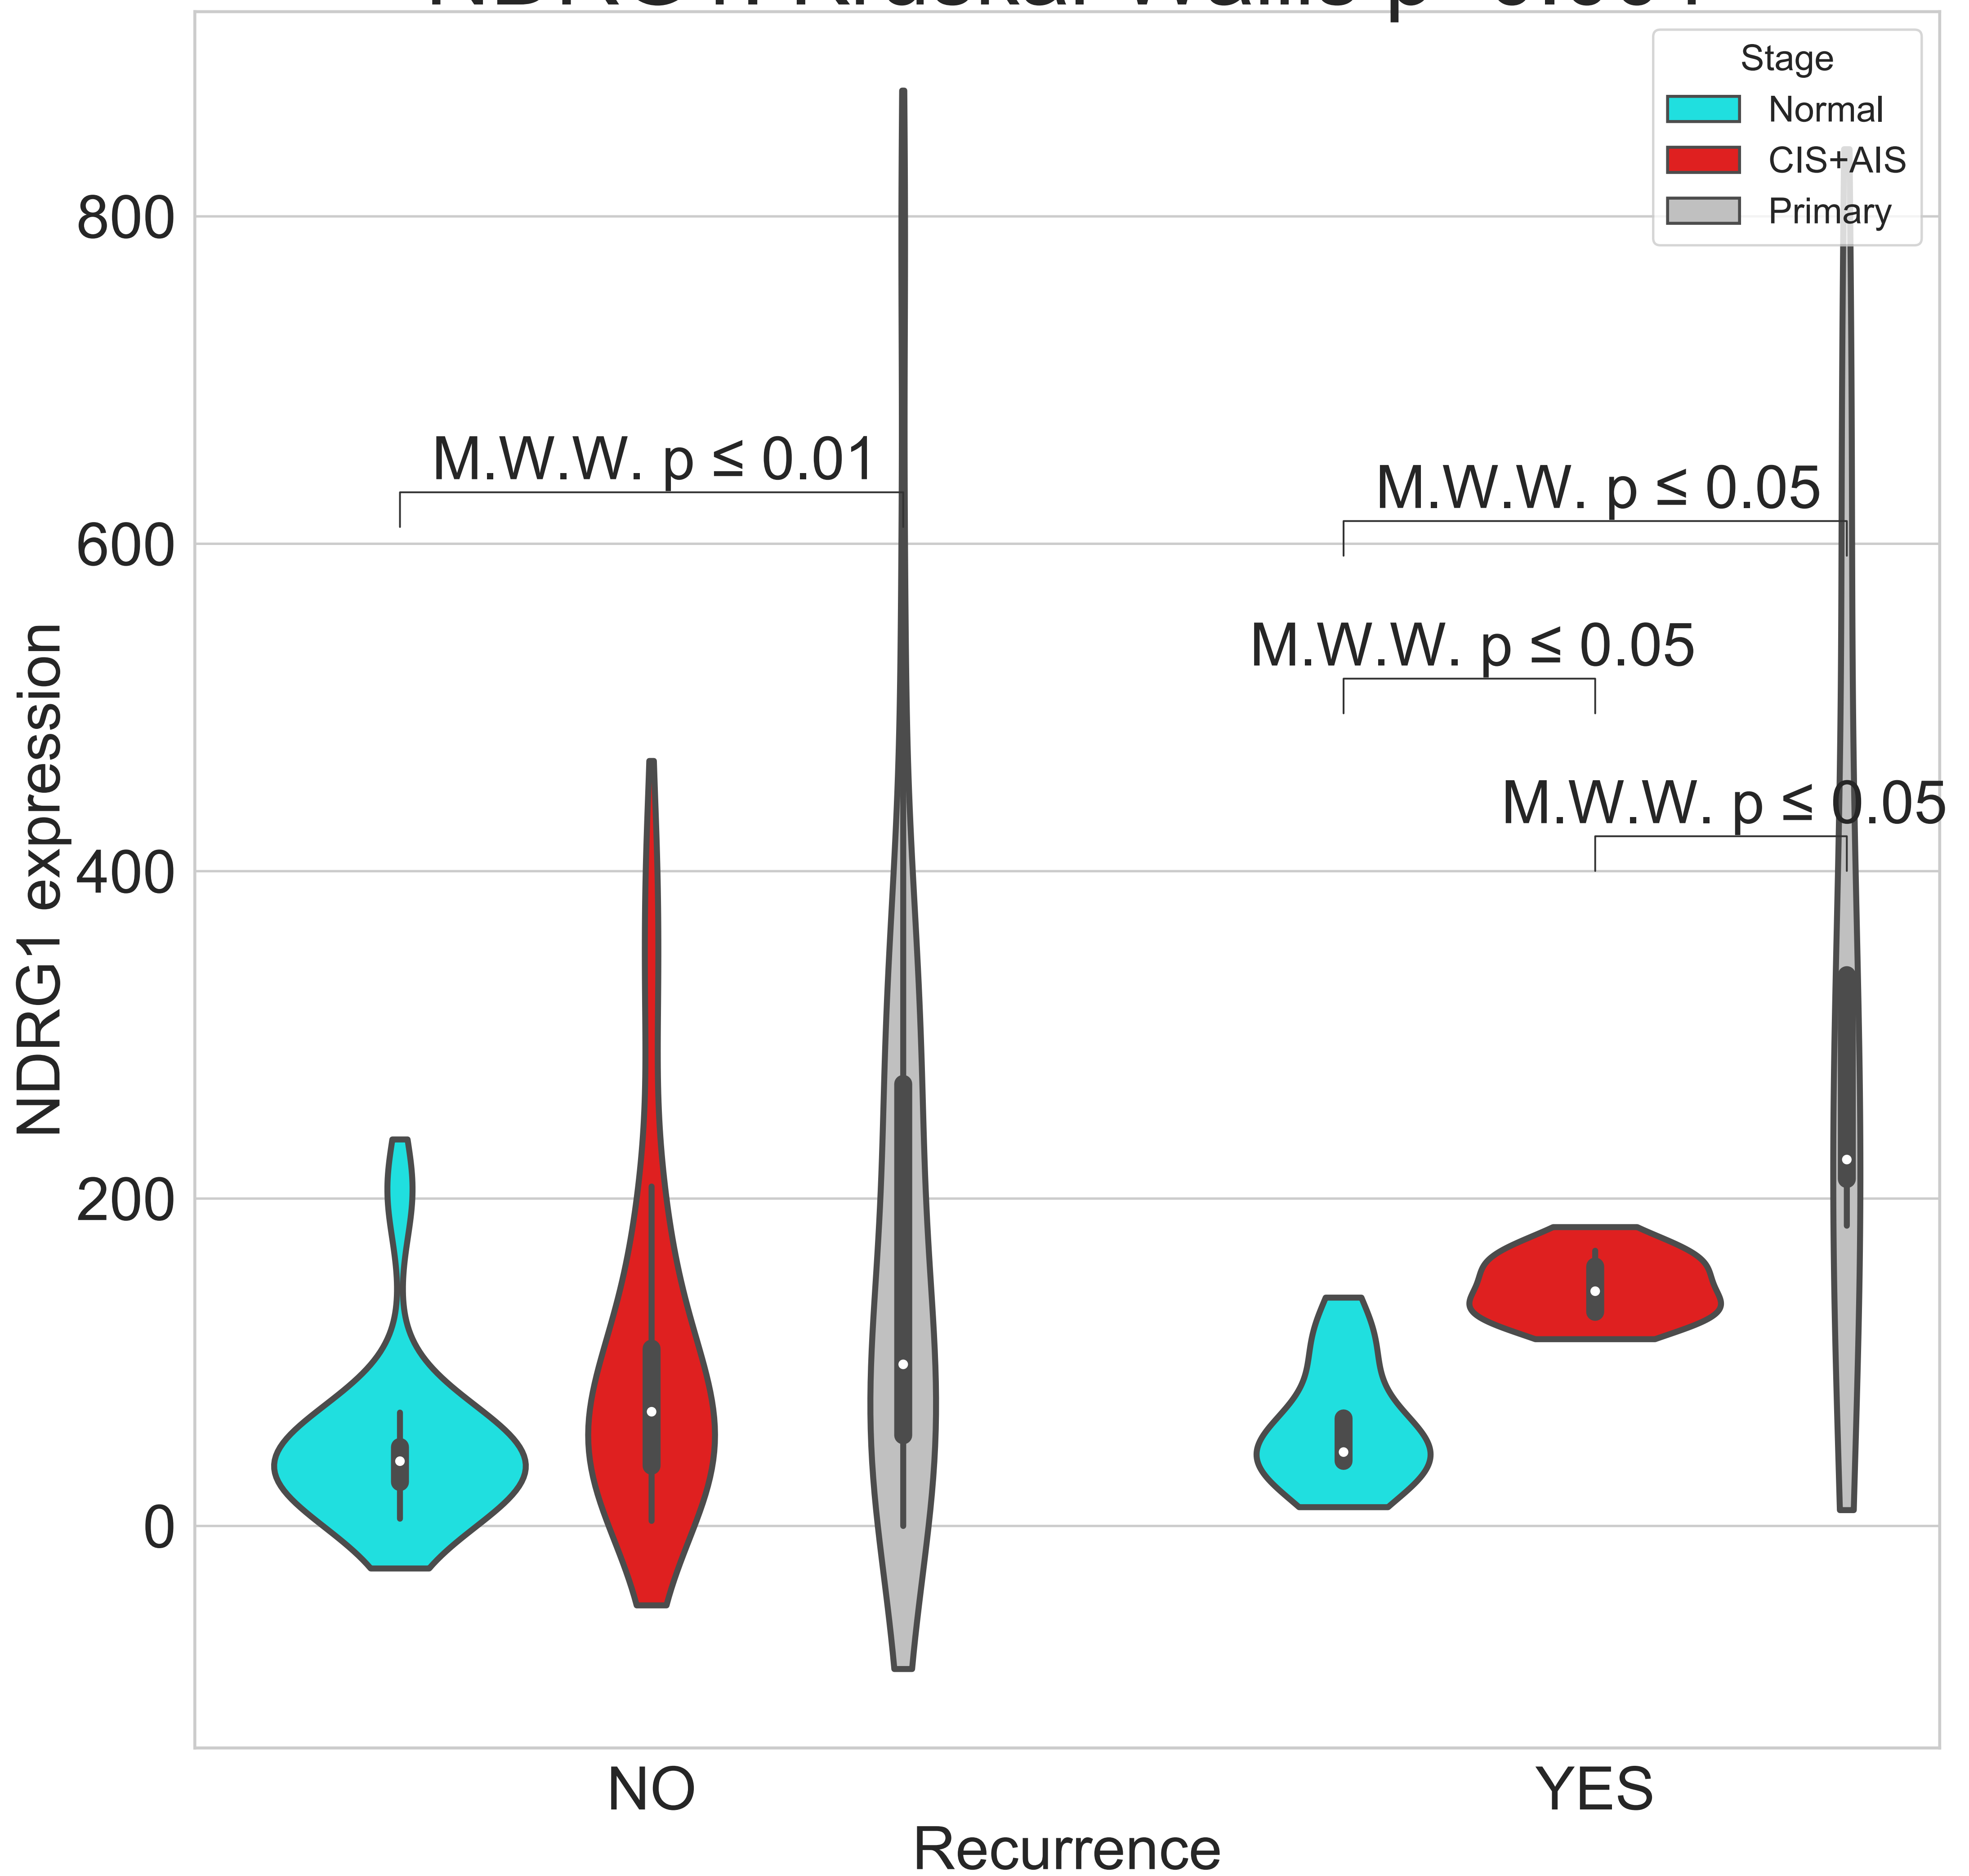 Stage
Normal
CIS+AIS
Primary
800
600
400
200
0
NDRG1 expression
M.W.W. p ≤ 0.01
M.W.W. p ≤ 0.05
M.W.W. p ≤ 0.05
M.W.W. p ≤ 0.05
NO
YES
Recurrence